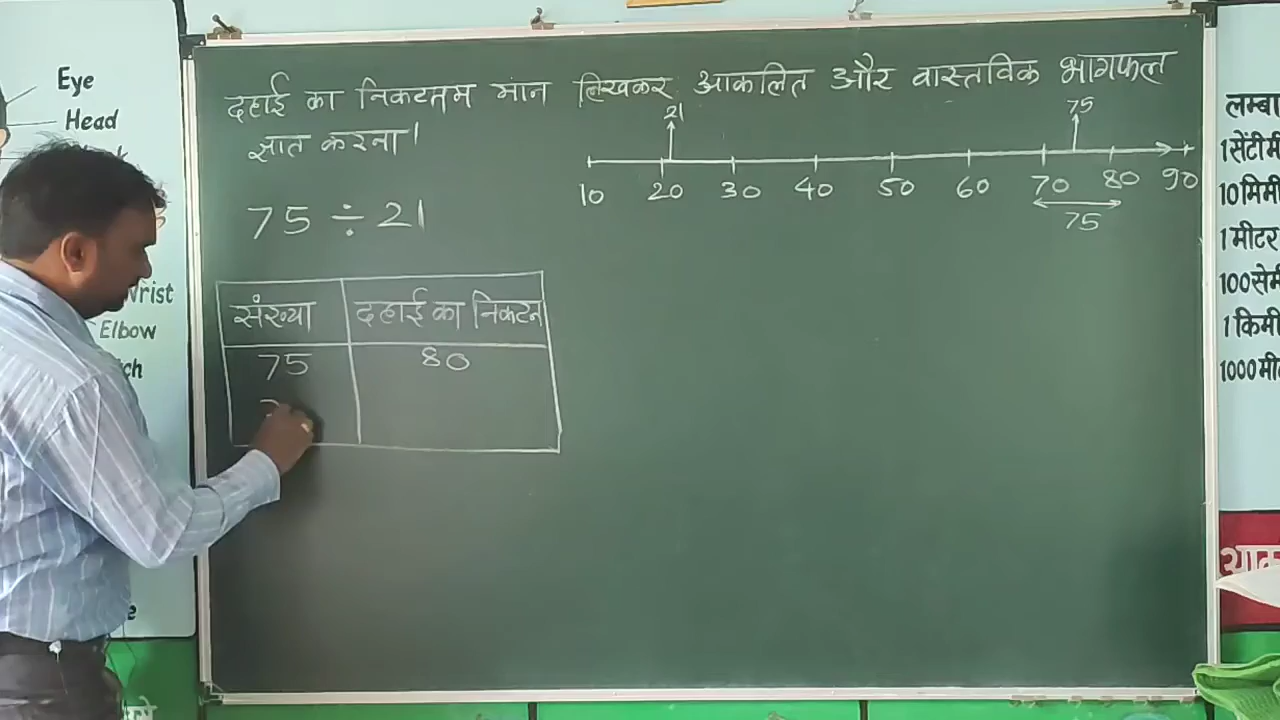 दहाई का निकटतम मान लिखकर आकलित और वास्तविक भागफल
ज्ञात करना।
21
75
10 20 30 40 50 60 70 80 90
75
75 ÷ 21
संख्या दहाई का निकटन
75 80
Eye
Head
Wrist
Elbow
लम्बा
1 सेंटीमी
10 मिमी
1 मीटर
100 सेमी
1 किमी
1000 मी